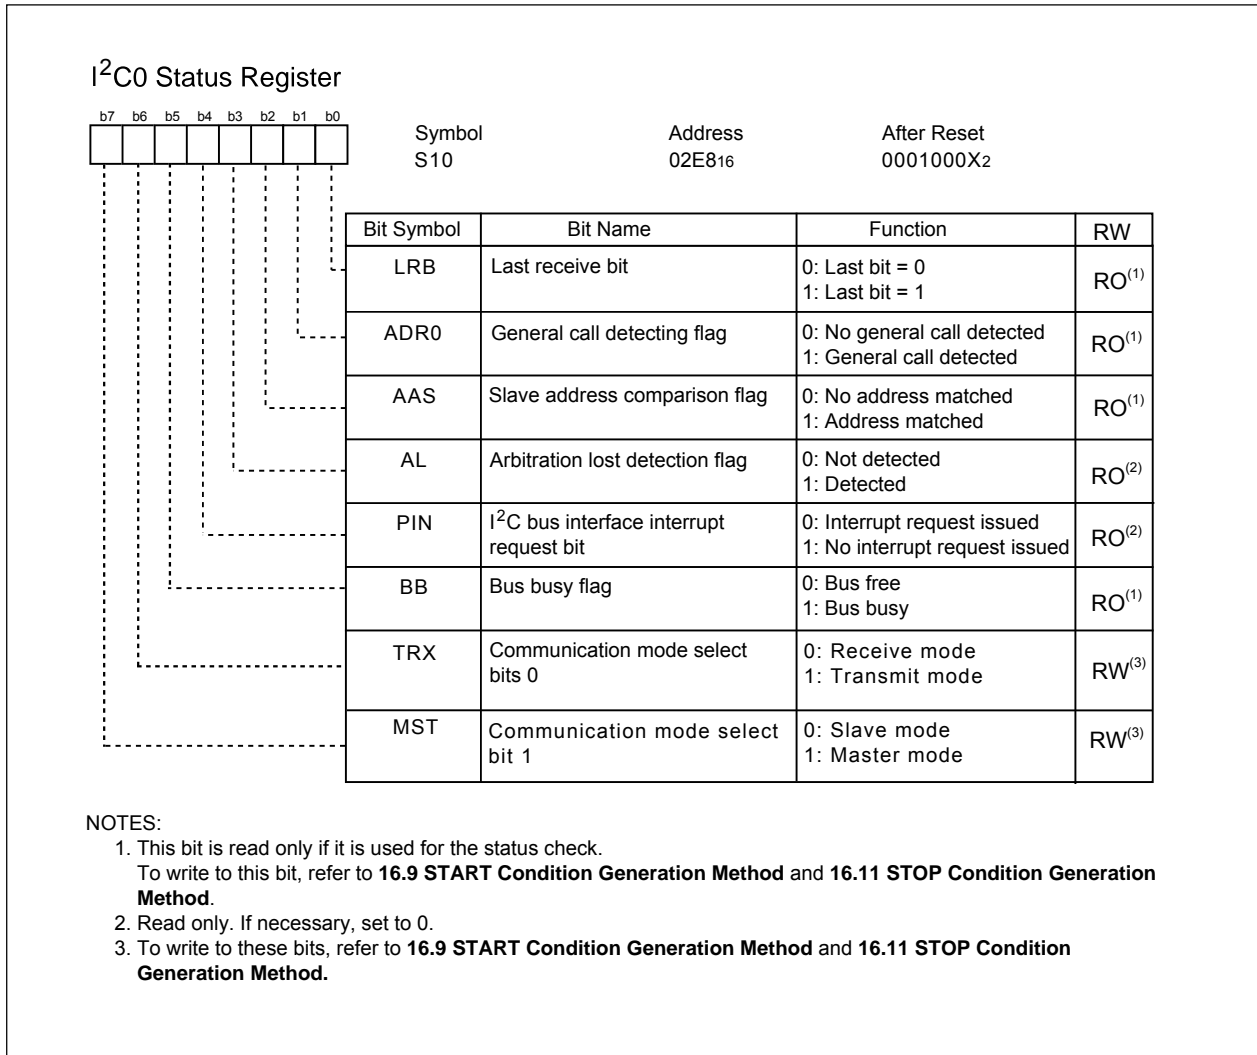 I²C0 Status Register
b7 b6 b5 b4 b3 b2 b1 b0
Symbol Address After Reset
S10 02E816 0001000X2
Bit Symbol Bit Name Function RW
LRB Last receive bit 0: Last bit = 0
1: Last bit = 1 RO(1)
ADR0 General call detecting flag 0: No general call detected
1: General call detected RO(1)
AAS Slave address comparison flag 0: No address matched
1: Address matched RO(1)
AL Arbitration lost detection flag 0: Not detected
1: Detected RO(2)
PIN I²C bus interface interrupt 0: Interrupt request issued
request bit 1: No interrupt request issued RO(2)
BB Bus busy flag 0: Bus free
1: Bus busy RO(1)
TRX Communication mode select 0: Receive mode
bits 0 1: Transmit mode RW(3)
MST Communication mode select 0: Slave mode
bit 1 1: Master mode RW(3)
NOTES:
1. This bit is read only if it is used for the status check.
To write to this bit, refer to 16.9 START Condition Generation Method and 16.11 STOP Condition Generation
Method.
2. Read only. If necessary, set to 0.
3. To write to these bits, refer to 16.9 START Condition Generation Method and 16.11 STOP Condition
Generation Method.